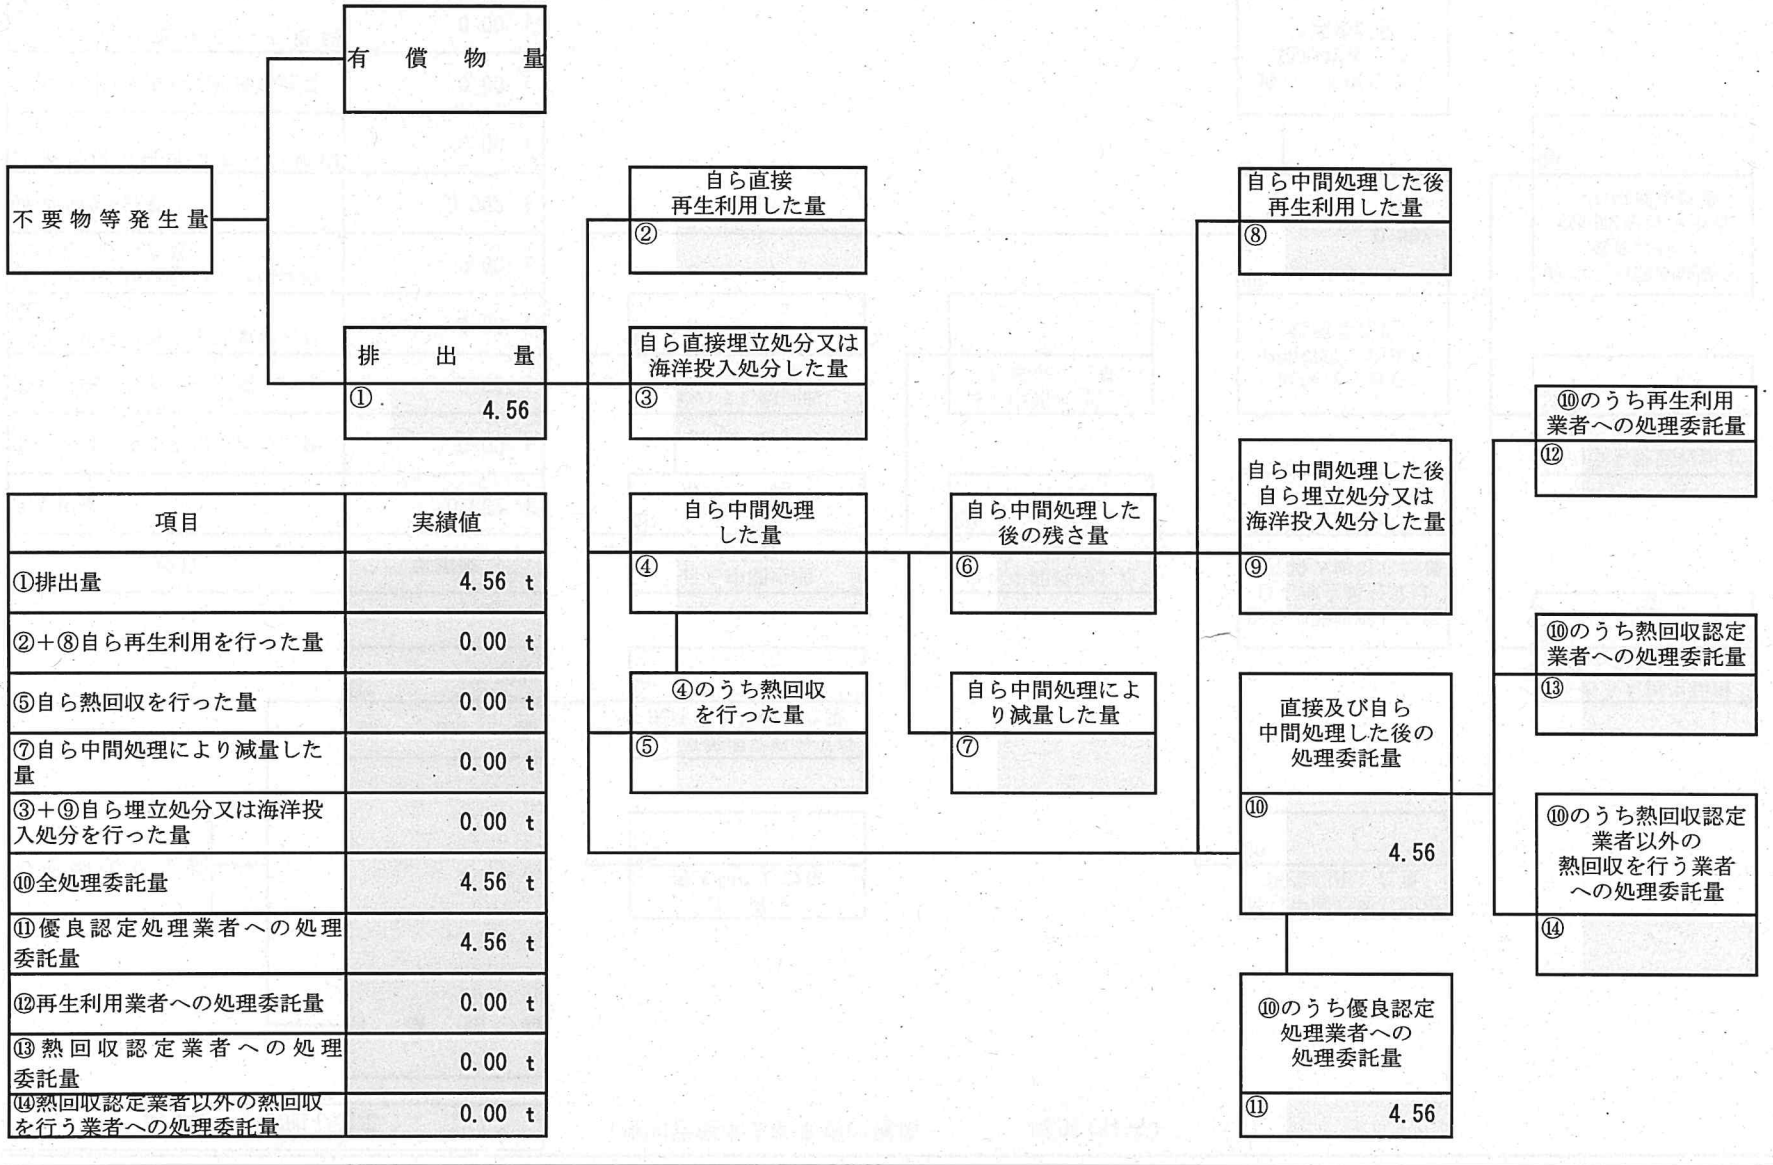 有償物量
不要物等発生量
排出量
①
4.56
自ら直接
再生利用した量
②
自ら直接埋立処分又は
海洋投入処分した量
③
自ら中間処理
した量
④
④のうち熱回収
を行った量
⑤
自ら中間処理した
後の残さ量
⑥
自ら中間処理によ
り減量した量
⑦
自ら中間処理した後
再生利用した量
⑧
自ら中間処理した後
自ら埋立処分又は
海洋投入処分した量
⑨
直接及び自ら
中間処理した後の
処理委託量
⑩
4.56
⑩のうち優良認定
処理業者への
処理委託量
⑪
4.56
⑩のうち再生利用
業者への処理委託量
⑫
⑩のうち熱回収認定
業者への処理委託量
⑬
⑩のうち熱回収認定
業者以外の
熱回収を行う業者
への処理委託量
⑭
項目 実績値
①排出量 4.56 t
②＋⑧自ら再生利用を行った量 0.00 t
⑤自ら熱回収を行った量 0.00 t
⑦自ら中間処理により減量した
量 0.00 t
③＋⑨自ら埋立処分又は海洋投
入処分を行った量 0.00 t
⑩全処理委託量 4.56 t
⑪優良認定処理業者への処理
委託量 4.56 t
⑫再生利用業者への処理委託量 0.00 t
⑬熱回収認定業者への処理
委託量 0.00 t
⑭熱回収認定業者以外の熱回収
を行う業者への処理委託量 0.00 t